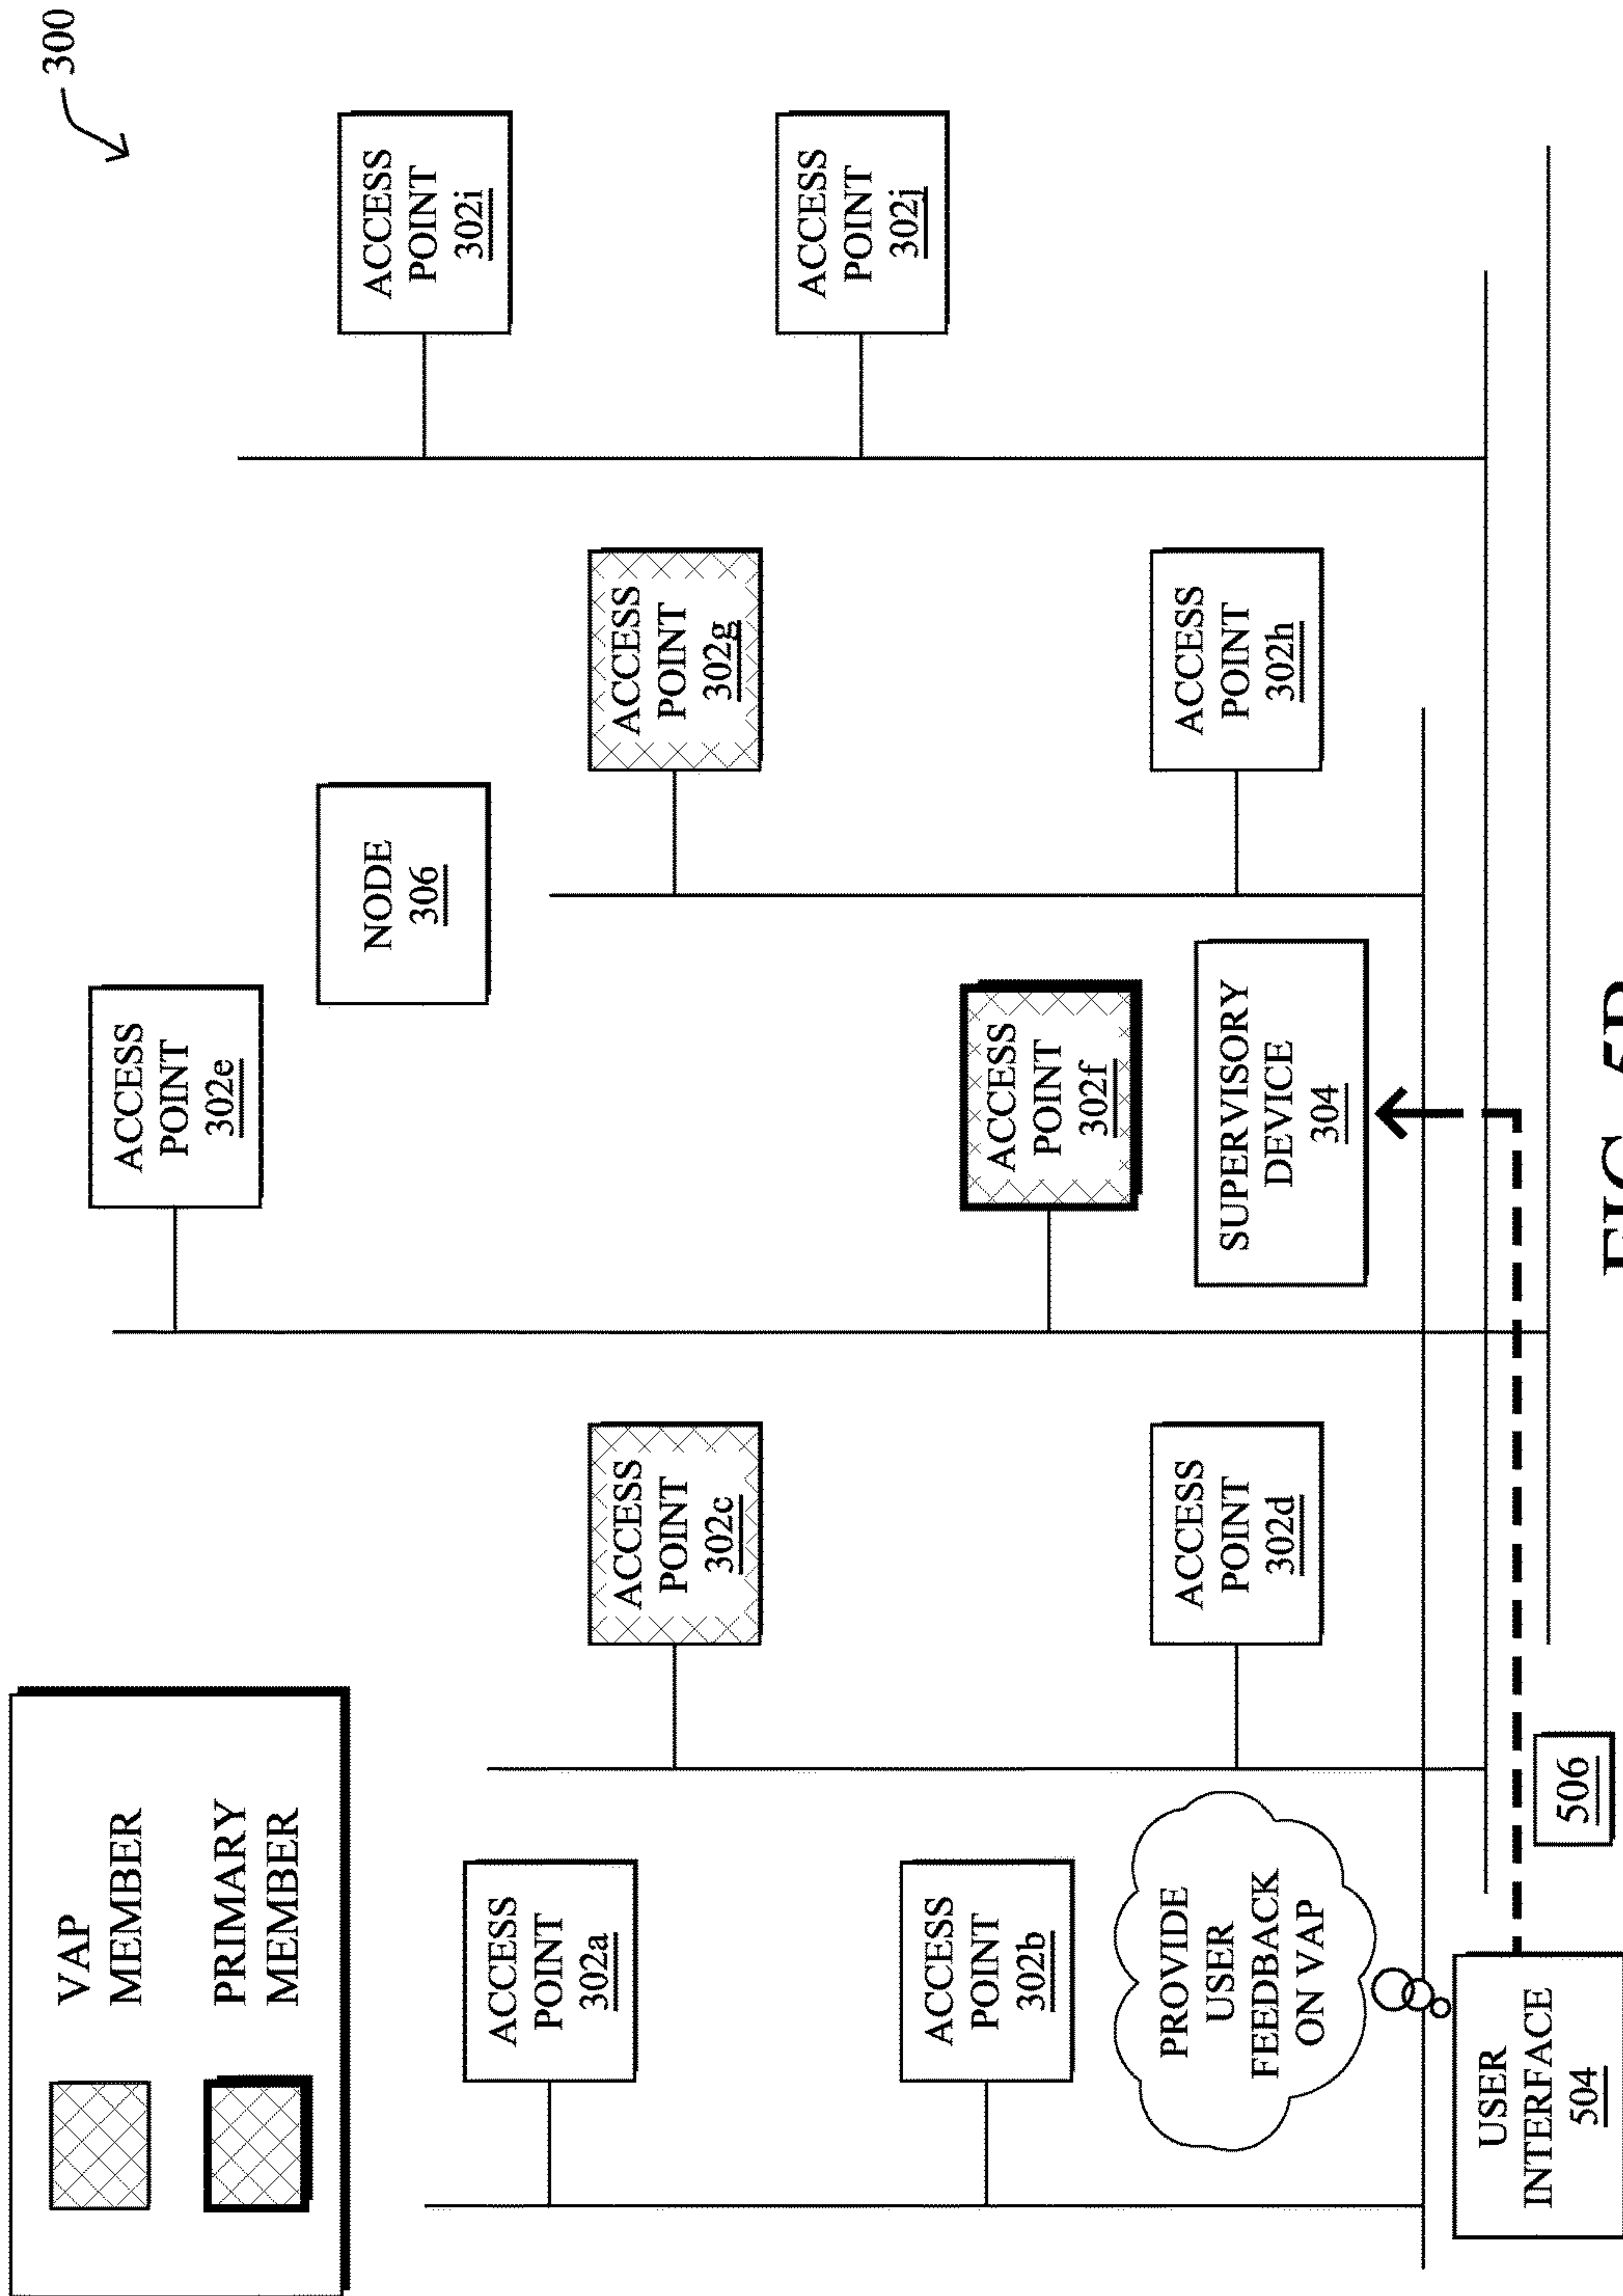 300
VAP
MEMBER
PRIMARY
MEMBER
ACCESS
POINT
302a
ACCESS
POINT
302b
ACCESS
POINT
302c
ACCESS
POINT
302d
ACCESS
POINT
302e
ACCESS
POINT
302f
NODE
306
ACCESS
POINT
302g
ACCESS
POINT
302h
ACCESS
POINT
302i
ACCESS
POINT
302j
SUPERVISORY
DEVICE
304
PROVIDE
USER
FEEDBACK
ON VAP
USER
INTERFACE
504
506